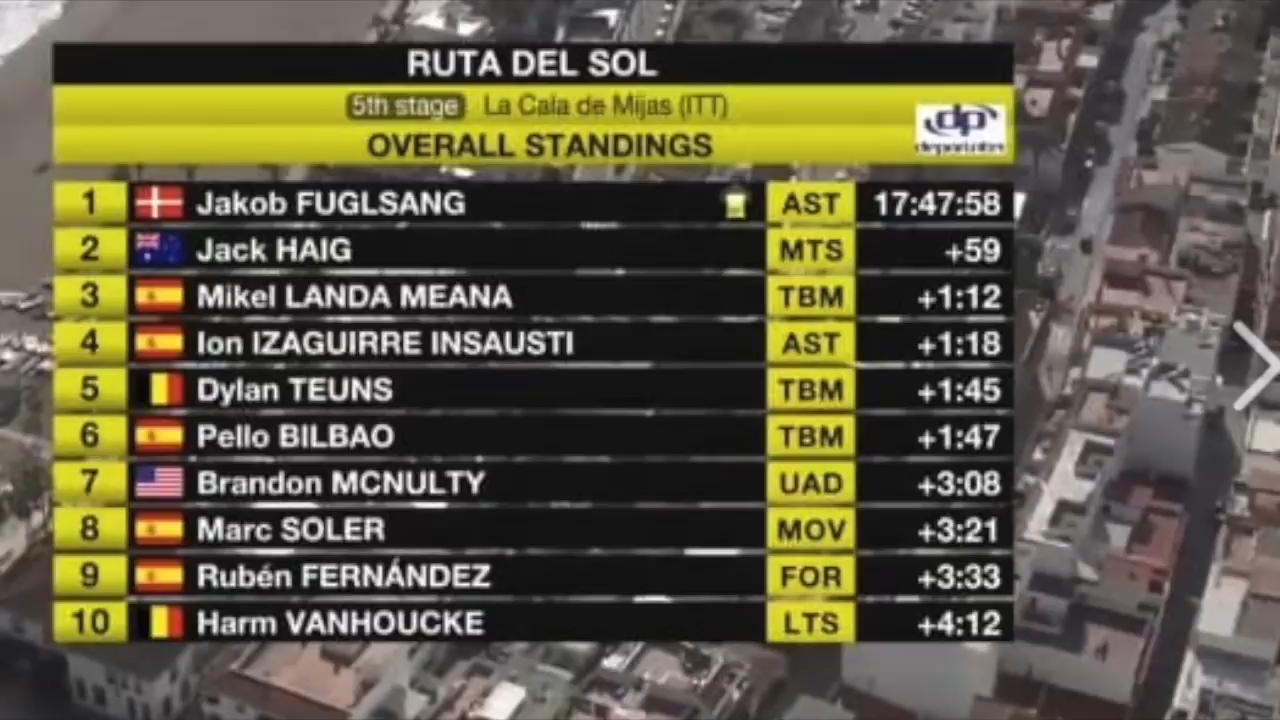 RUTA DEL SOL
5th stage La Cala de Mijas (ITT)
dp
OVERALL STANDINGS
1 Jakob FUGLSANG AST 17:47:58
2 Jack HAIG MTS +59
3 Mikel LANDA MEANA TBM +1:12
4 Ion IZAGUIRRE INSAUSTI AST +1:18
5 Dylan TEUNS TBM +1:45
6 Pello BILBAO TBM +1:47
7 Brandon MCNULTY UAD +3:08
8 Marc SOLER MOV +3:21
9 Rubén FERNÁNDEZ FOR +3:33
10 Harm VANHOUCKE LTS +4:12